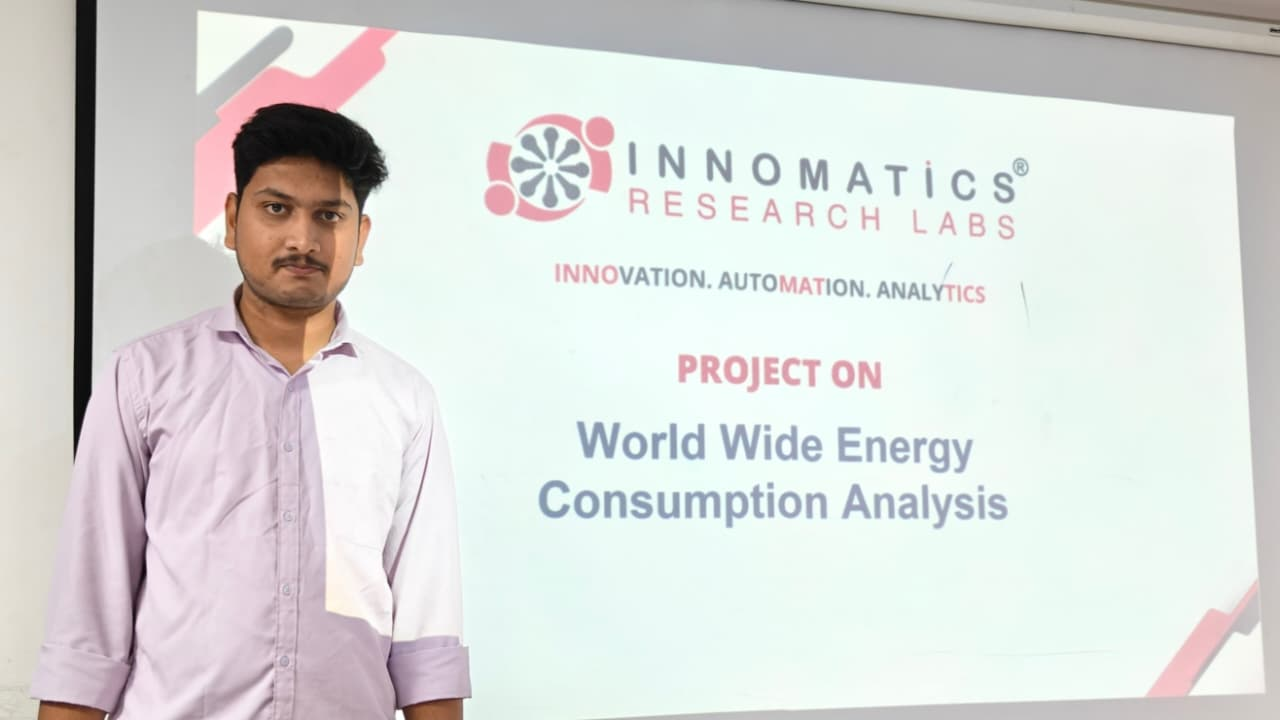 INNOMATICS®
RESEARCH LABS
INNOVATION. AUTOMATION. ANALYTICS
PROJECT ON
World Wide Energy
Consumption Analysis